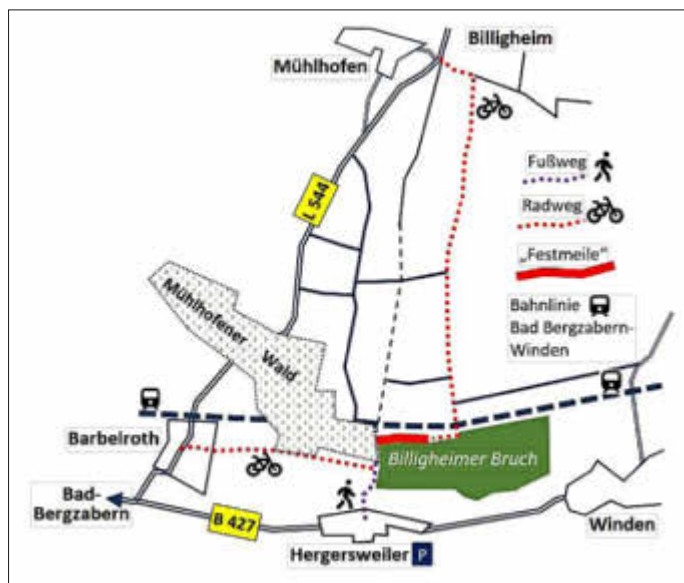 Billigheim
Mühlhofen
Fußweg
L 544
Radweg
„Festmeile"
Mühlhofener
Wald
Bahnlinie
Bad Bergzabern-
Winden
Barbelroth
Billigheimer Bruch
Bad-
Bergzabern
B 427
Hergersweiler P
Winden